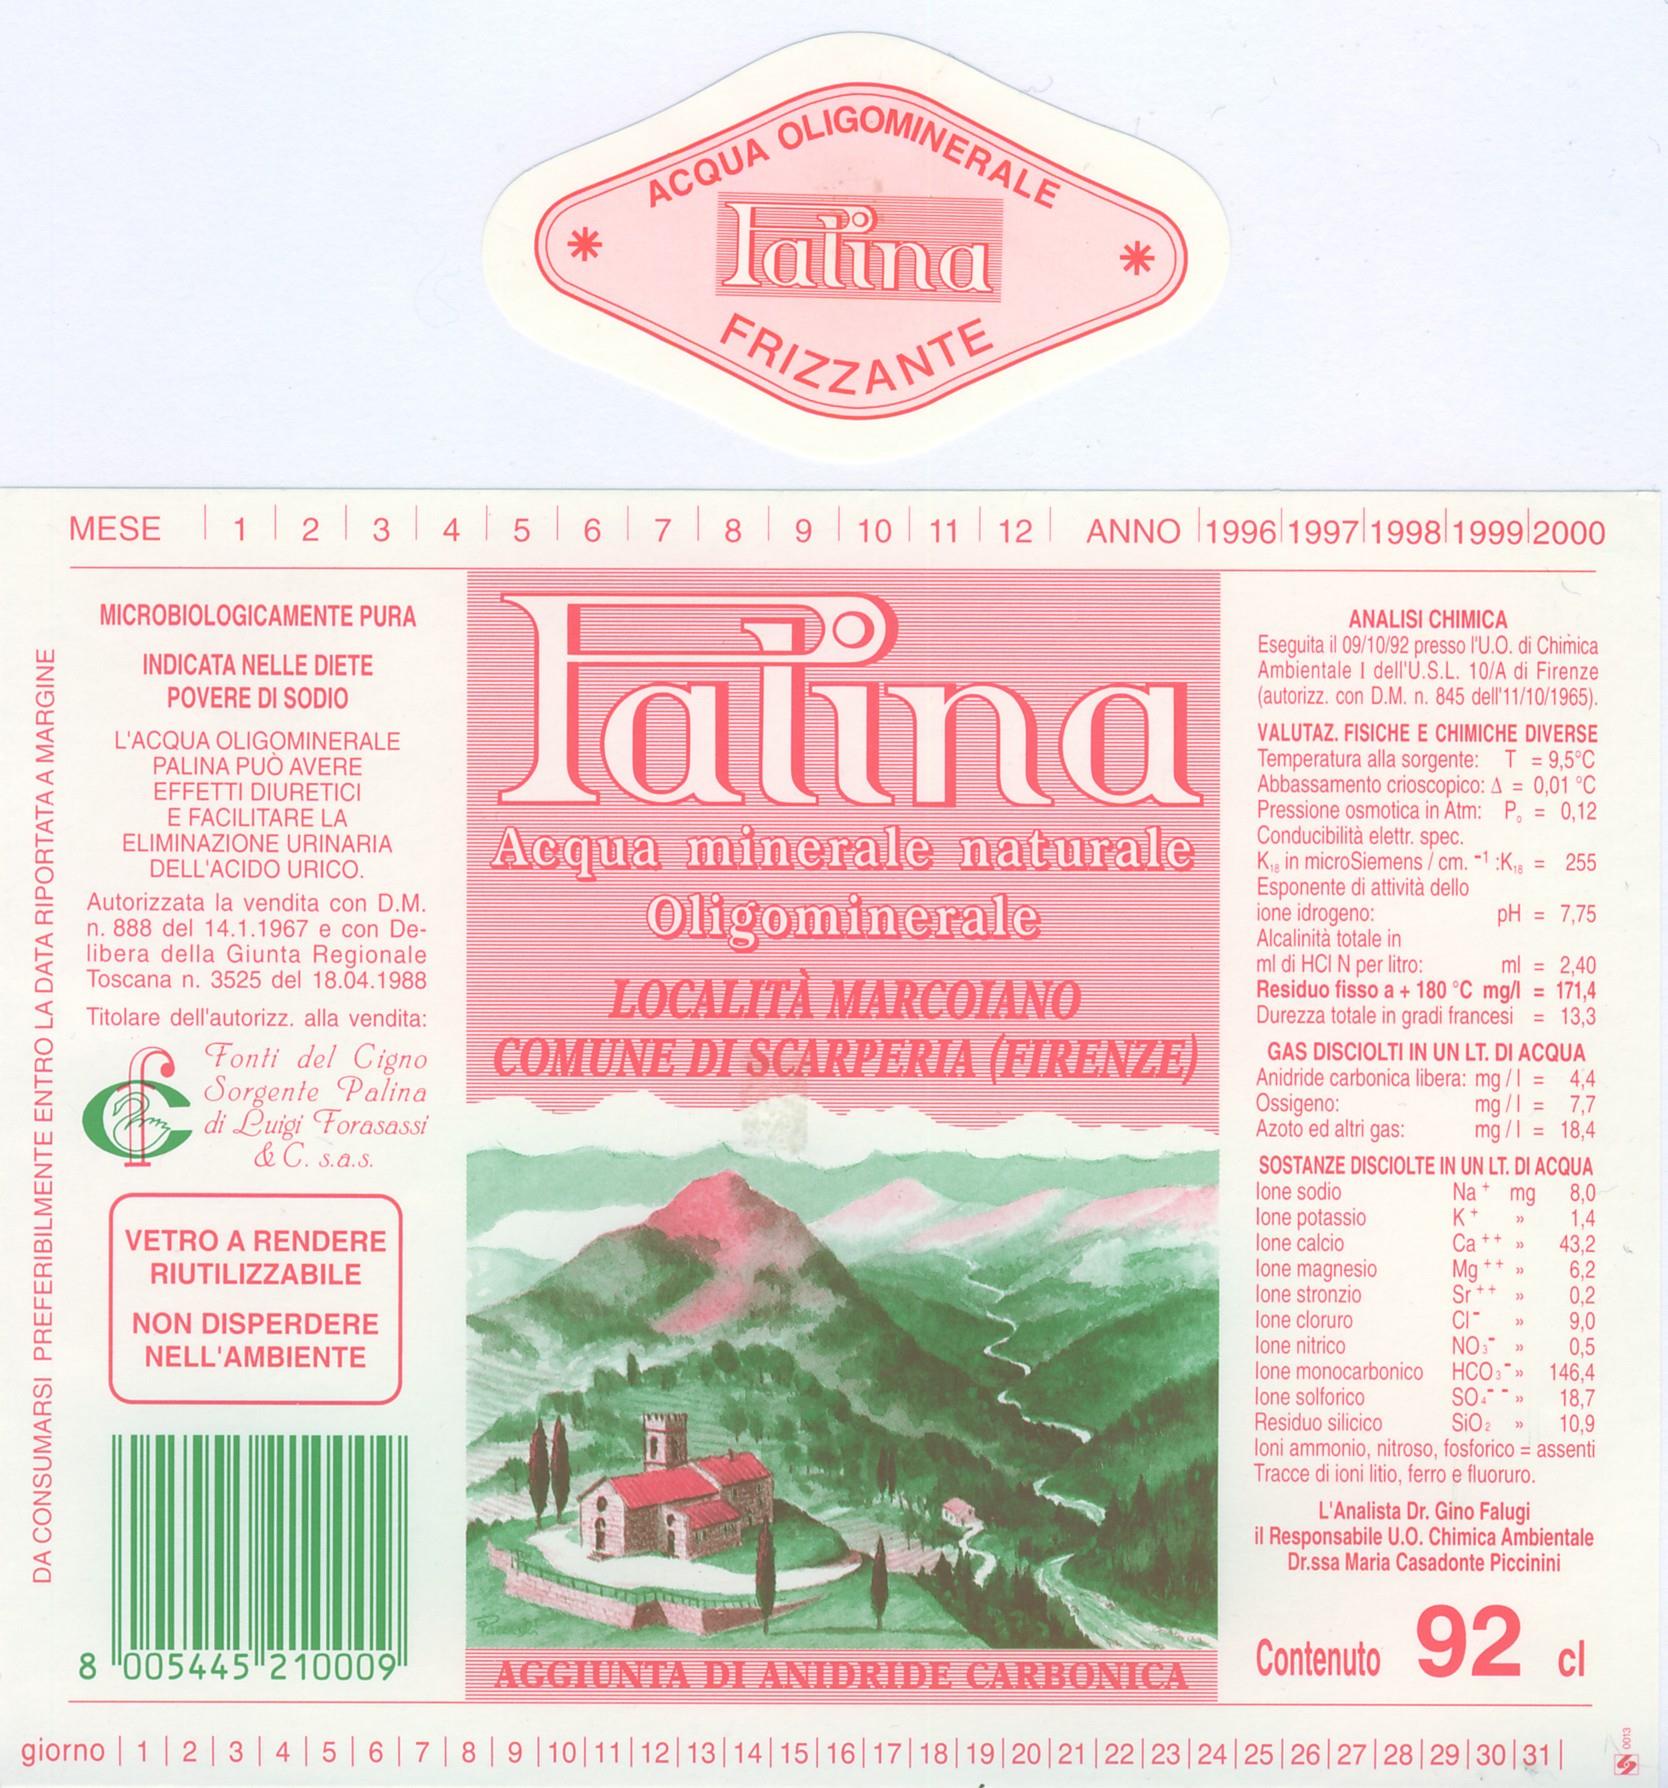 ACQUA OLIGOMINERALE
Palina
FRIZZANTE
MESE | 1 | 2 | 3 | 4 | 5 | 6 | 7 | 8 | 9 | 10 | 11 | 12 | ANNO | 1996 | 1997 | 1998 | 1999 | 2000
DA CONSUMARSI PREFERIBILMENTE ENTRO LA DATA RIPORTATA A MARGINE
MICROBIOLOGICAMENTE PURA
INDICATA NELLE DIETE
POVERE DI SODIO
L'ACQUA OLIGOMINERALE
PALINA PUÒ AVERE
EFFETTI DIURETICI
E FACILITARE LA
ELIMINAZIONE URINARIA
DELL'ACIDO URICO.
Autorizzata la vendita con D.M.
n. 888 del 14.1.1967 e con De-
libera della Giunta Regionale
Toscana n. 3525 del 18.04.1988
Titolare dell'autorizz. alla vendita:
Fonti del Cigno
Sorgente Palina
di Luigi Forasassi
& C. s.a.s.
VETRO A RENDERE
RIUTILIZZABILE
NON DISPERDERE
NELL'AMBIENTE
8 005445 210009
Palina
Acqua minerale naturale
Oligominerale
LOCALITÀ MARCOIANO
COMUNE DI SCARPERIA (FIRENZE)
AGGIUNTA DI ANIDRIDE CARBONICA
ANALISI CHIMICA
Eseguita il 09/10/92 presso l'U.O. di Chimica
Ambientale I dell'U.S.L. 10/A di Firenze
(autorizz. con D.M. n. 845 dell'11/10/1965).
VALUTAZ. FISICHE E CHIMICHE DIVERSE
Temperatura alla sorgente: T = 9,5°C
Abbassamento crioscopico: Δ = 0,01 °C
Pressione osmotica in Atm: P₀ = 0,12
Conducibilità elettr. spec.
K₁₈ in microSiemens / cm. ⁻¹ :K₁₈ = 255
Esponente di attività dello
ione idrogeno: pH = 7,75
Alcalinità totale in
ml di HCl N per litro: ml = 2,40
Residuo fisso a + 180 °C mg/l = 171,4
Durezza totale in gradi francesi = 13,3
GAS DISCIOLTI IN UN LT. DI ACQUA
Anidride carbonica libera: mg / l = 4,4
Ossigeno: mg / l = 7,7
Azoto ed altri gas: mg / l = 18,4
SOSTANZE DISCIOLTE IN UN LT. DI ACQUA
Ione sodio Na⁺ mg 8,0
Ione potassio K⁺ » 1,4
Ione calcio Ca⁺⁺ » 43,2
Ione magnesio Mg⁺⁺ » 6,2
Ione stronzio Sr⁺⁺ » 0,2
Ione cloruro Cl⁻ » 9,0
Ione nitrico NO₃⁻ » 0,5
Ione monocarbonico HCO₃⁻ » 146,4
Ione solforico SO₄⁻⁻ » 18,7
Residuo silicico SiO₂ » 10,9
Ioni ammonio, nitroso, fosforico = assenti
Tracce di ioni litio, ferro e fluoruro.
L'Analista Dr. Gino Falugi
il Responsabile U.O. Chimica Ambientale
Dr.ssa Maria Casadonte Piccinini
Contenuto 92 cl
giorno | 1 | 2 | 3 | 4 | 5 | 6 | 7 | 8 | 9 | 10 | 11 | 12 | 13 | 14 | 15 | 16 | 17 | 18 | 19 | 20 | 21 | 22 | 23 | 24 | 25 | 26 | 27 | 28 | 29 | 30 | 31 |
00013